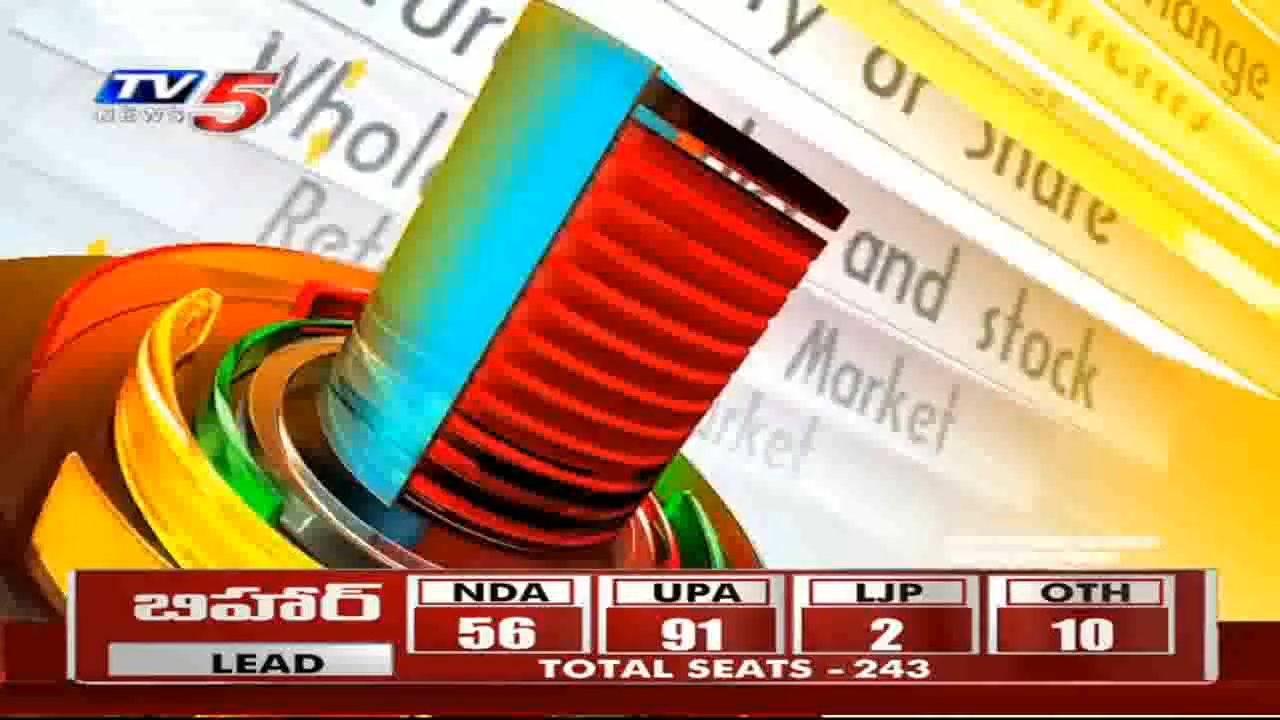 TV5
NEWS
Whol
Ret
y or Share
and stock
Market
arket
hange
బిహార్
LEAD
NDA
56
UPA
91
LJP
2
OTH
10
TOTAL SEATS - 243